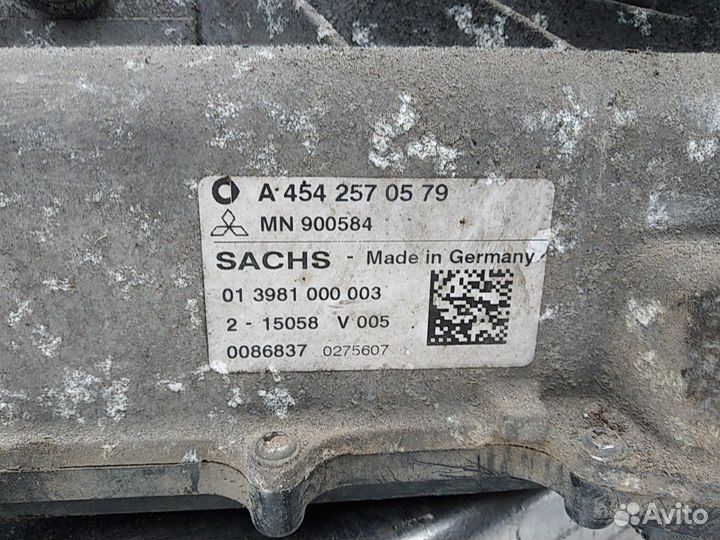 A 454 257 05 79
MN 900584
SACHS - Made in Germany
01 3981 000 003
2 - 15058 V 005
0086837 0275607
Avito